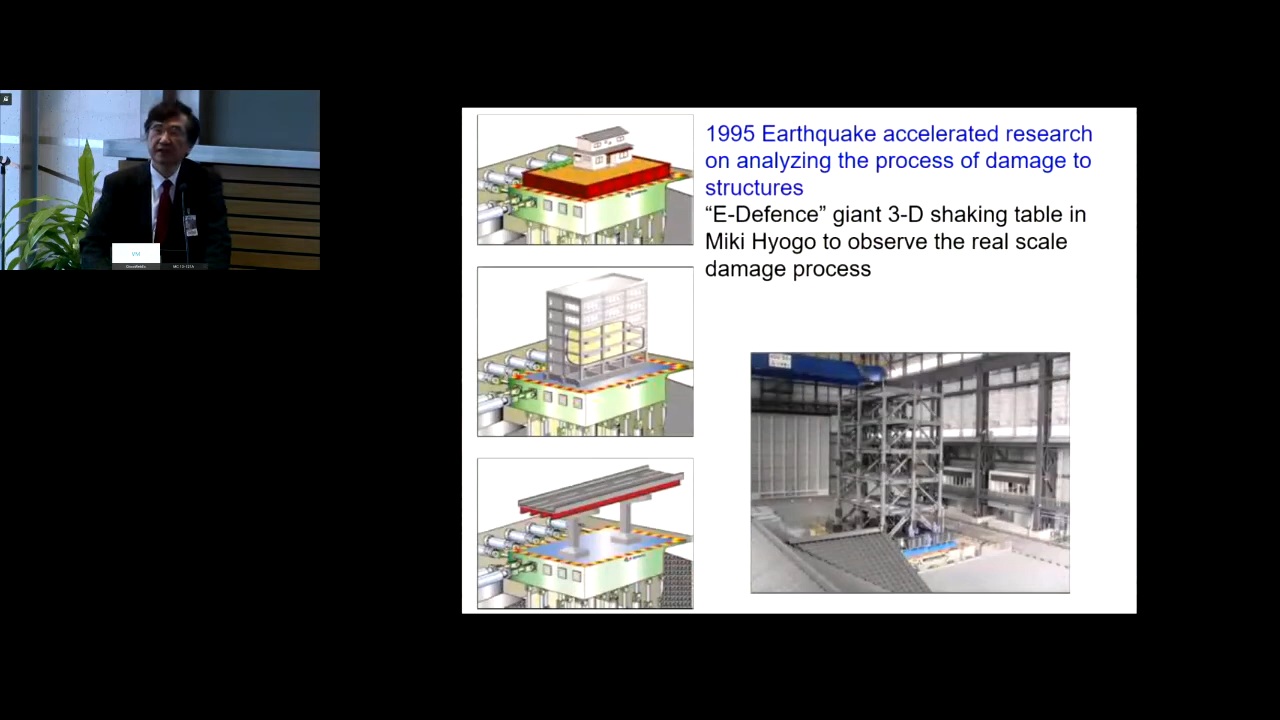 1995 Earthquake accelerated research
on analyzing the process of damage to
structures
“E-Defence” giant 3-D shaking table in
Miki Hyogo to observe the real scale
damage process
VM